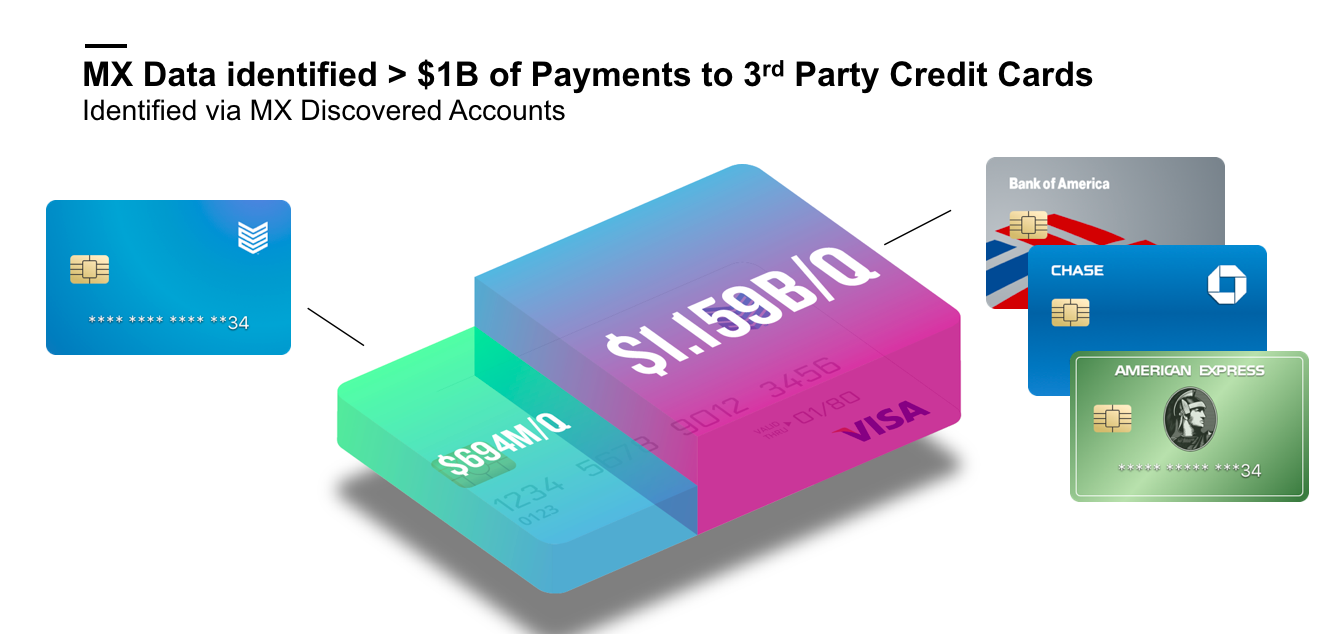 MX Data identified > $1B of Payments to 3rd Party Credit Cards
Identified via MX Discovered Accounts
**** **** **** **34
$694M/Q
$1.159B/Q
1234 5678 9012 3456
0123
VALID THRU
01/80
VISA
Bank of America
CHASE
AMERICAN EXPRESS
***** ***** ***34